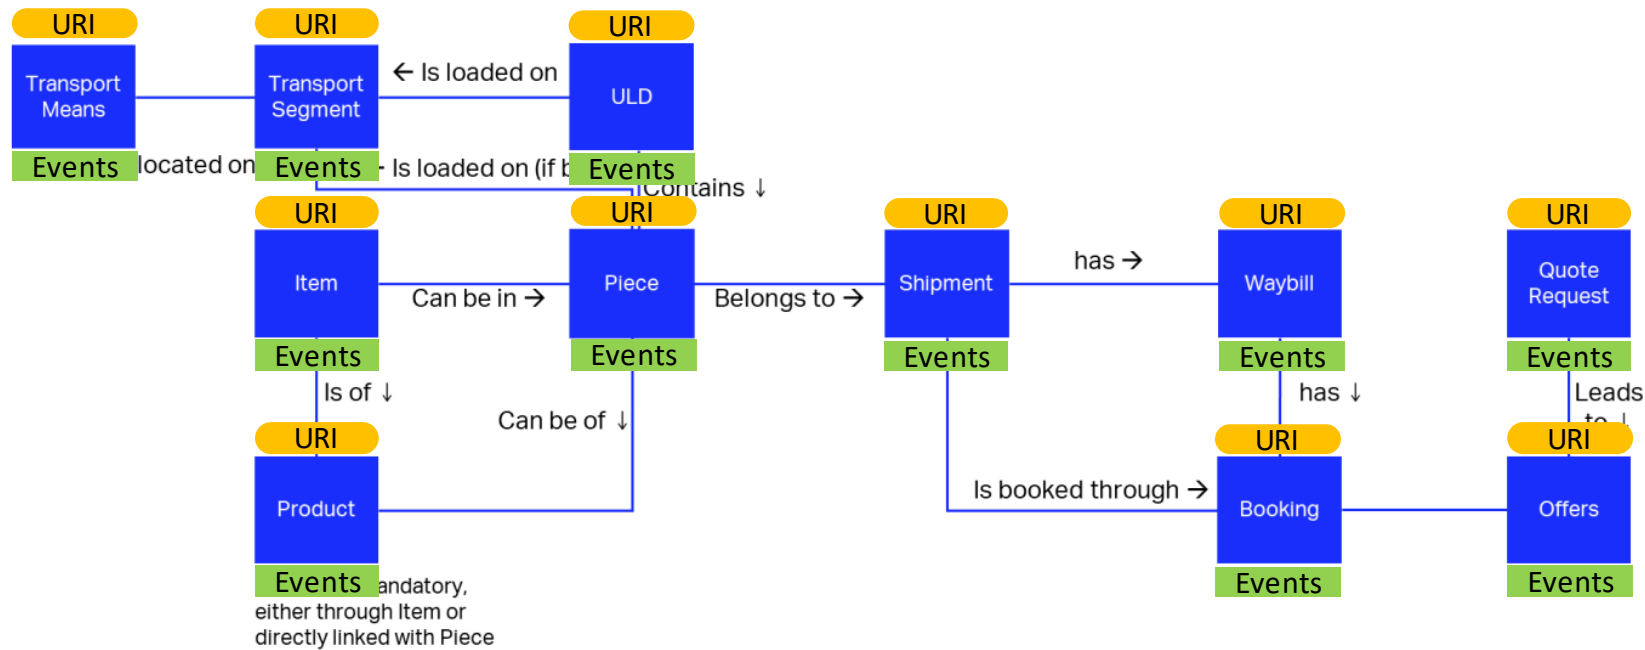 URI
URI
URI
Transport
Means
Transport
Segment
← Is loaded on
ULD
Events
located on
Events
- Is loaded on (if b
Events
Contains ↓
URI
URI
URI
URI
URI
Item
Can be in →
Piece
Belongs to →
Shipment
has →
Waybill
Quote
Request
Events
Events
Events
Events
Events
Is of ↓
Can be of ↓
has ↓
Leads
to ↓
URI
URI
URI
Product
Is booked through →
Booking
Offers
Events
andatory,
either through Item or
directly linked with Piece
Events
Events